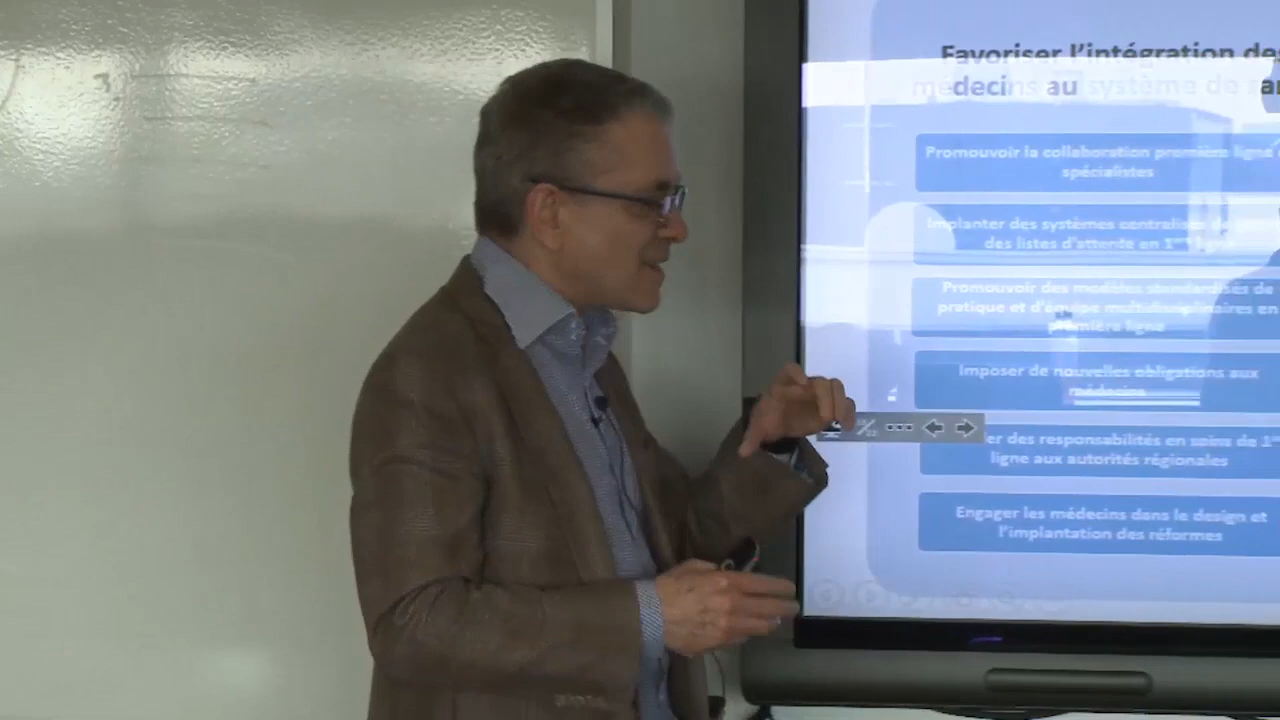 Favoriser l'intégration de
médecins au système de
Promouvoir la collaboration première ligne
spécialistes
Implanter des systèmes centralisés
des listes d'attente en 1
Promouvoir des modèles standardisés de
pratique et d'équipe multidisciplinaires en
première ligne
Imposer de nouvelles obligations aux
médecins
er des responsabilités en soins de 1
ligne aux autorités régionales
Engager les médecins dans le design et
l'implantation des réformes